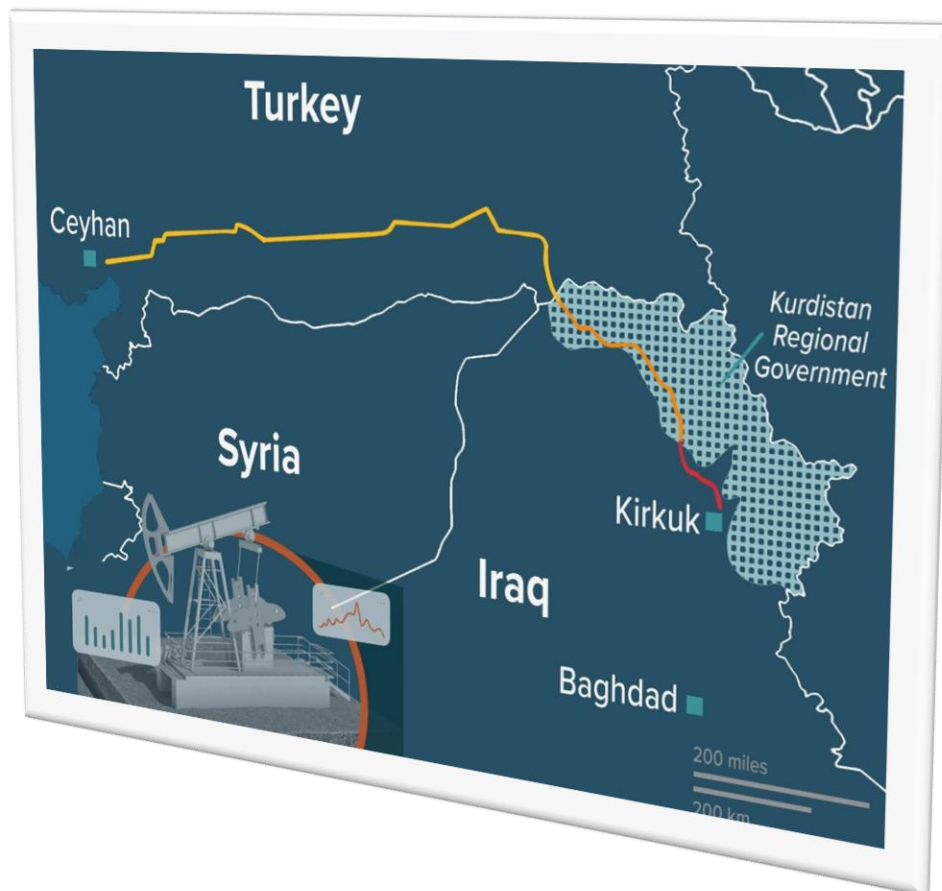 Turkey
Ceyhan
Kurdistan
Regional
Government
Syria
Kirkuk
Iraq
Baghdad
200 miles
200 km